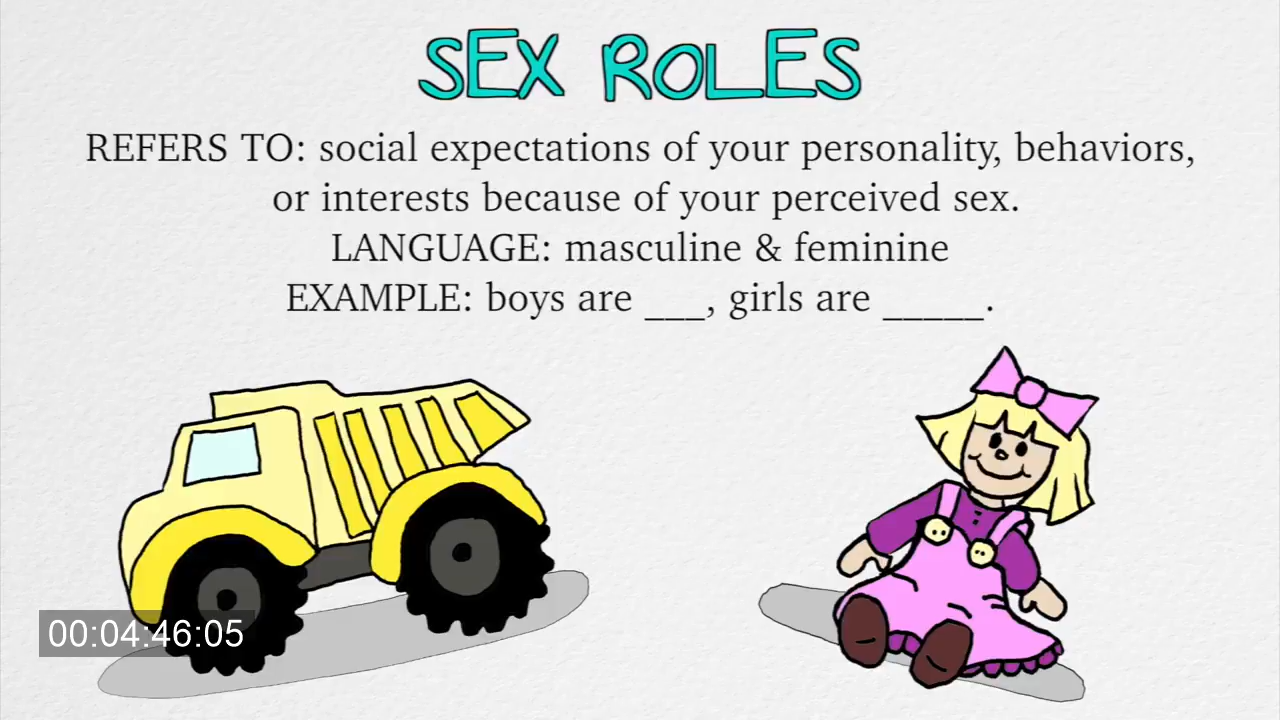 SEX ROLES
REFERS TO: social expectations of your personality, behaviors,
or interests because of your perceived sex.
LANGUAGE: masculine & feminine
EXAMPLE: boys are ___, girls are _____.
00:04:46:05